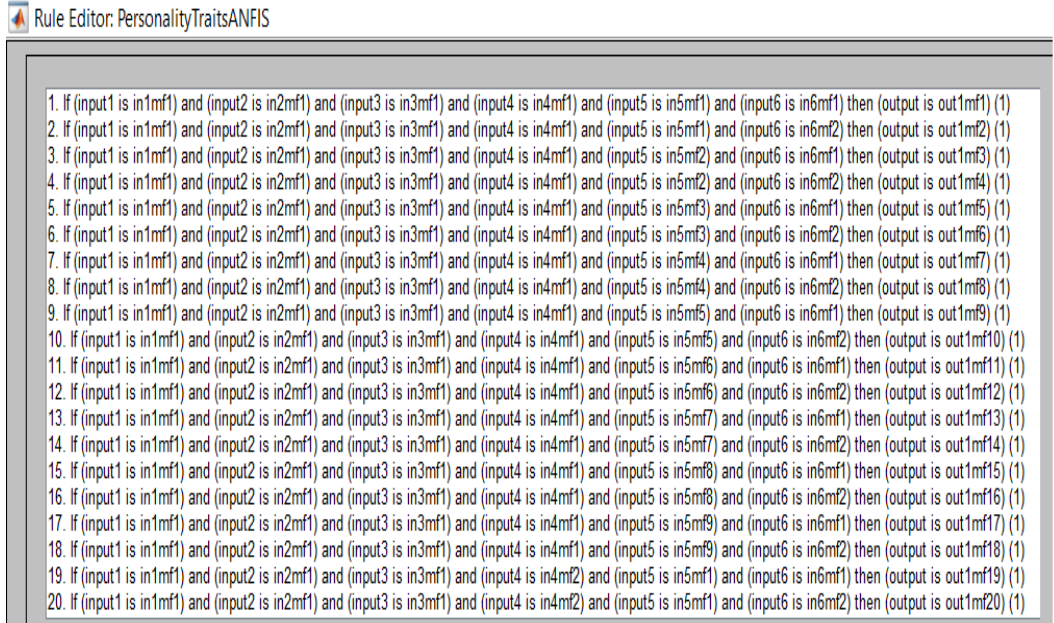 Rule Editor: PersonalityTraitsANFIS
1. If (input1 is in1mf1) and (input2 is in2mf1) and (input3 is in3mf1) and (input4 is in4mf1) and (input5 is in5mf1) and (input6 is in6mf1) then (output is out1mf1) (1)
2. If (input1 is in1mf1) and (input2 is in2mf1) and (input3 is in3mf1) and (input4 is in4mf1) and (input5 is in5mf1) and (input6 is in6mf2) then (output is out1mf2) (1)
3. If (input1 is in1mf1) and (input2 is in2mf1) and (input3 is in3mf1) and (input4 is in4mf1) and (input5 is in5mf2) and (input6 is in6mf1) then (output is out1mf3) (1)
4. If (input1 is in1mf1) and (input2 is in2mf1) and (input3 is in3mf1) and (input4 is in4mf1) and (input5 is in5mf2) and (input6 is in6mf2) then (output is out1mf4) (1)
5. If (input1 is in1mf1) and (input2 is in2mf1) and (input3 is in3mf1) and (input4 is in4mf1) and (input5 is in5mf3) and (input6 is in6mf1) then (output is out1mf5) (1)
6. If (input1 is in1mf1) and (input2 is in2mf1) and (input3 is in3mf1) and (input4 is in4mf1) and (input5 is in5mf3) and (input6 is in6mf2) then (output is out1mf6) (1)
7. If (input1 is in1mf1) and (input2 is in2mf1) and (input3 is in3mf1) and (input4 is in4mf1) and (input5 is in5mf4) and (input6 is in6mf1) then (output is out1mf7) (1)
8. If (input1 is in1mf1) and (input2 is in2mf1) and (input3 is in3mf1) and (input4 is in4mf1) and (input5 is in5mf4) and (input6 is in6mf2) then (output is out1mf8) (1)
9. If (input1 is in1mf1) and (input2 is in2mf1) and (input3 is in3mf1) and (input4 is in4mf1) and (input5 is in5mf5) and (input6 is in6mf1) then (output is out1mf9) (1)
10. If (input1 is in1mf1) and (input2 is in2mf1) and (input3 is in3mf1) and (input4 is in4mf1) and (input5 is in5mf5) and (input6 is in6mf2) then (output is out1mf10) (1)
11. If (input1 is in1mf1) and (input2 is in2mf1) and (input3 is in3mf1) and (input4 is in4mf1) and (input5 is in5mf6) and (input6 is in6mf1) then (output is out1mf11) (1)
12. If (input1 is in1mf1) and (input2 is in2mf1) and (input3 is in3mf1) and (input4 is in4mf1) and (input5 is in5mf6) and (input6 is in6mf2) then (output is out1mf12) (1)
13. If (input1 is in1mf1) and (input2 is in2mf1) and (input3 is in3mf1) and (input4 is in4mf1) and (input5 is in5mf7) and (input6 is in6mf1) then (output is out1mf13) (1)
14. If (input1 is in1mf1) and (input2 is in2mf1) and (input3 is in3mf1) and (input4 is in4mf1) and (input5 is in5mf7) and (input6 is in6mf2) then (output is out1mf14) (1)
15. If (input1 is in1mf1) and (input2 is in2mf1) and (input3 is in3mf1) and (input4 is in4mf1) and (input5 is in5mf8) and (input6 is in6mf1) then (output is out1mf15) (1)
16. If (input1 is in1mf1) and (input2 is in2mf1) and (input3 is in3mf1) and (input4 is in4mf1) and (input5 is in5mf8) and (input6 is in6mf2) then (output is out1mf16) (1)
17. If (input1 is in1mf1) and (input2 is in2mf1) and (input3 is in3mf1) and (input4 is in4mf1) and (input5 is in5mf9) and (input6 is in6mf1) then (output is out1mf17) (1)
18. If (input1 is in1mf1) and (input2 is in2mf1) and (input3 is in3mf1) and (input4 is in4mf1) and (input5 is in5mf9) and (input6 is in6mf2) then (output is out1mf18) (1)
19. If (input1 is in1mf1) and (input2 is in2mf1) and (input3 is in3mf1) and (input4 is in4mf2) and (input5 is in5mf1) and (input6 is in6mf1) then (output is out1mf19) (1)
20. If (input1 is in1mf1) and (input2 is in2mf1) and (input3 is in3mf1) and (input4 is in4mf2) and (input5 is in5mf1) and (input6 is in6mf2) then (output is out1mf20) (1)